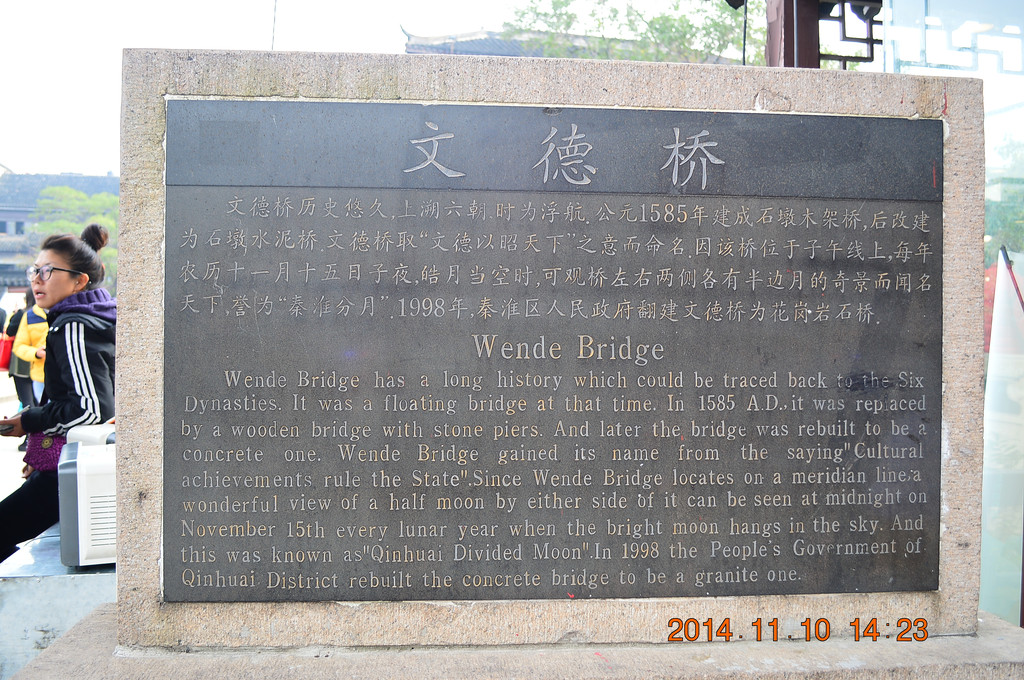 文德桥
文德桥历史悠久,上溯六朝,时为浮航,公元1585年建成石墩木架桥,后改建
为石墩水泥桥.文德桥取“文德以昭天下”之意而命名.因该桥位于子午线上,每年
农历十一月十五日子夜,皓月当空时,可观桥左右两侧各有半边月的奇景而闻名
天下,誉为“秦淮分月”.1998年,秦淮区人民政府翻建文德桥为花岗岩石桥.
Wende Bridge
Wende Bridge has a long history which could be traced back to the Six
Dynasties. It was a floating bridge at that time. In 1585 A.D., it was replaced
by a wooden bridge with stone piers. And later the bridge was rebuilt to be a
concrete one. Wende Bridge gained its name from the saying"Cultural
achievements rule the State".Since Wende Bridge locates on a meridian line,a
wonderful view of a half moon by either side of it can be seen at midnight on
November 15th every lunar year when the bright moon hangs in the sky. And
this was known as"Qinhuai Divided Moon".In 1998 the People's Government of
Qinhuai District rebuilt the concrete bridge to be a granite one.
2014.11.10 14:23